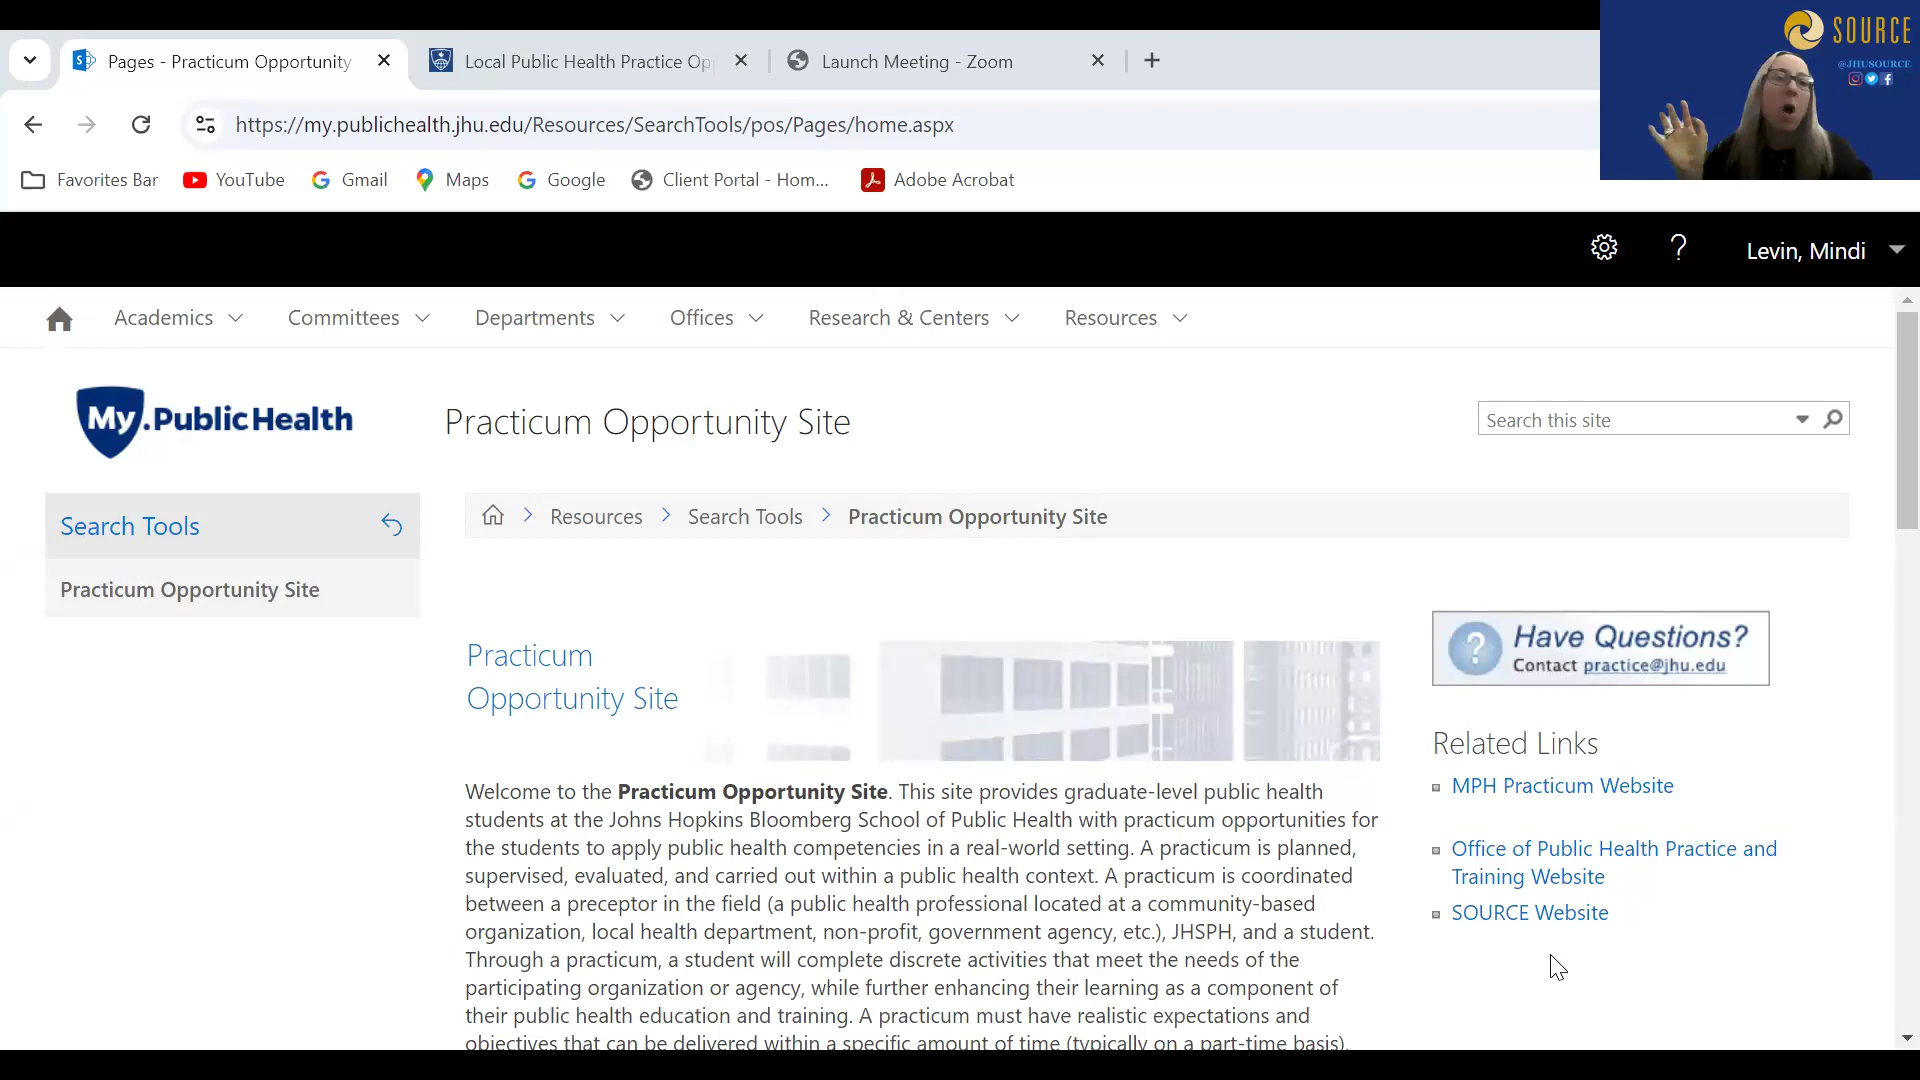 SOURCE
@JHUSOURCE
Pages - Practicum Opportunity
Local Public Health Practice Op
Launch Meeting - Zoom
https://my.publichealth.jhu.edu/Resources/SearchTools/pos/Pages/home.aspx
Favorites Bar
YouTube
Gmail
Maps
Google
Client Portal - Hom...
Adobe Acrobat
Levin, Mindi
Academics
Committees
Departments
Offices
Research & Centers
Resources
My.Public Health
Practicum Opportunity Site
Search this site
Search Tools
Practicum Opportunity Site
Resources > Search Tools > Practicum Opportunity Site
Practicum
Opportunity Site
Have Questions?
Contact practice@jhu.edu
Welcome to the Practicum Opportunity Site. This site provides graduate-level public health
students at the Johns Hopkins Bloomberg School of Public Health with practicum opportunities for
the students to apply public health competencies in a real-world setting. A practicum is planned,
supervised, evaluated, and carried out within a public health context. A practicum is coordinated
between a preceptor in the field (a public health professional located at a community-based
organization, local health department, non-profit, government agency, etc.), JHSPH, and a student.
Through a practicum, a student will complete discrete activities that meet the needs of the
participating organization or agency, while further enhancing their learning as a component of
their public health education and training. A practicum must have realistic expectations and
objectives that can be delivered within a specific amount of time (typically on a part-time basis).
Related Links
MPH Practicum Website
Office of Public Health Practice and
Training Website
SOURCE Website